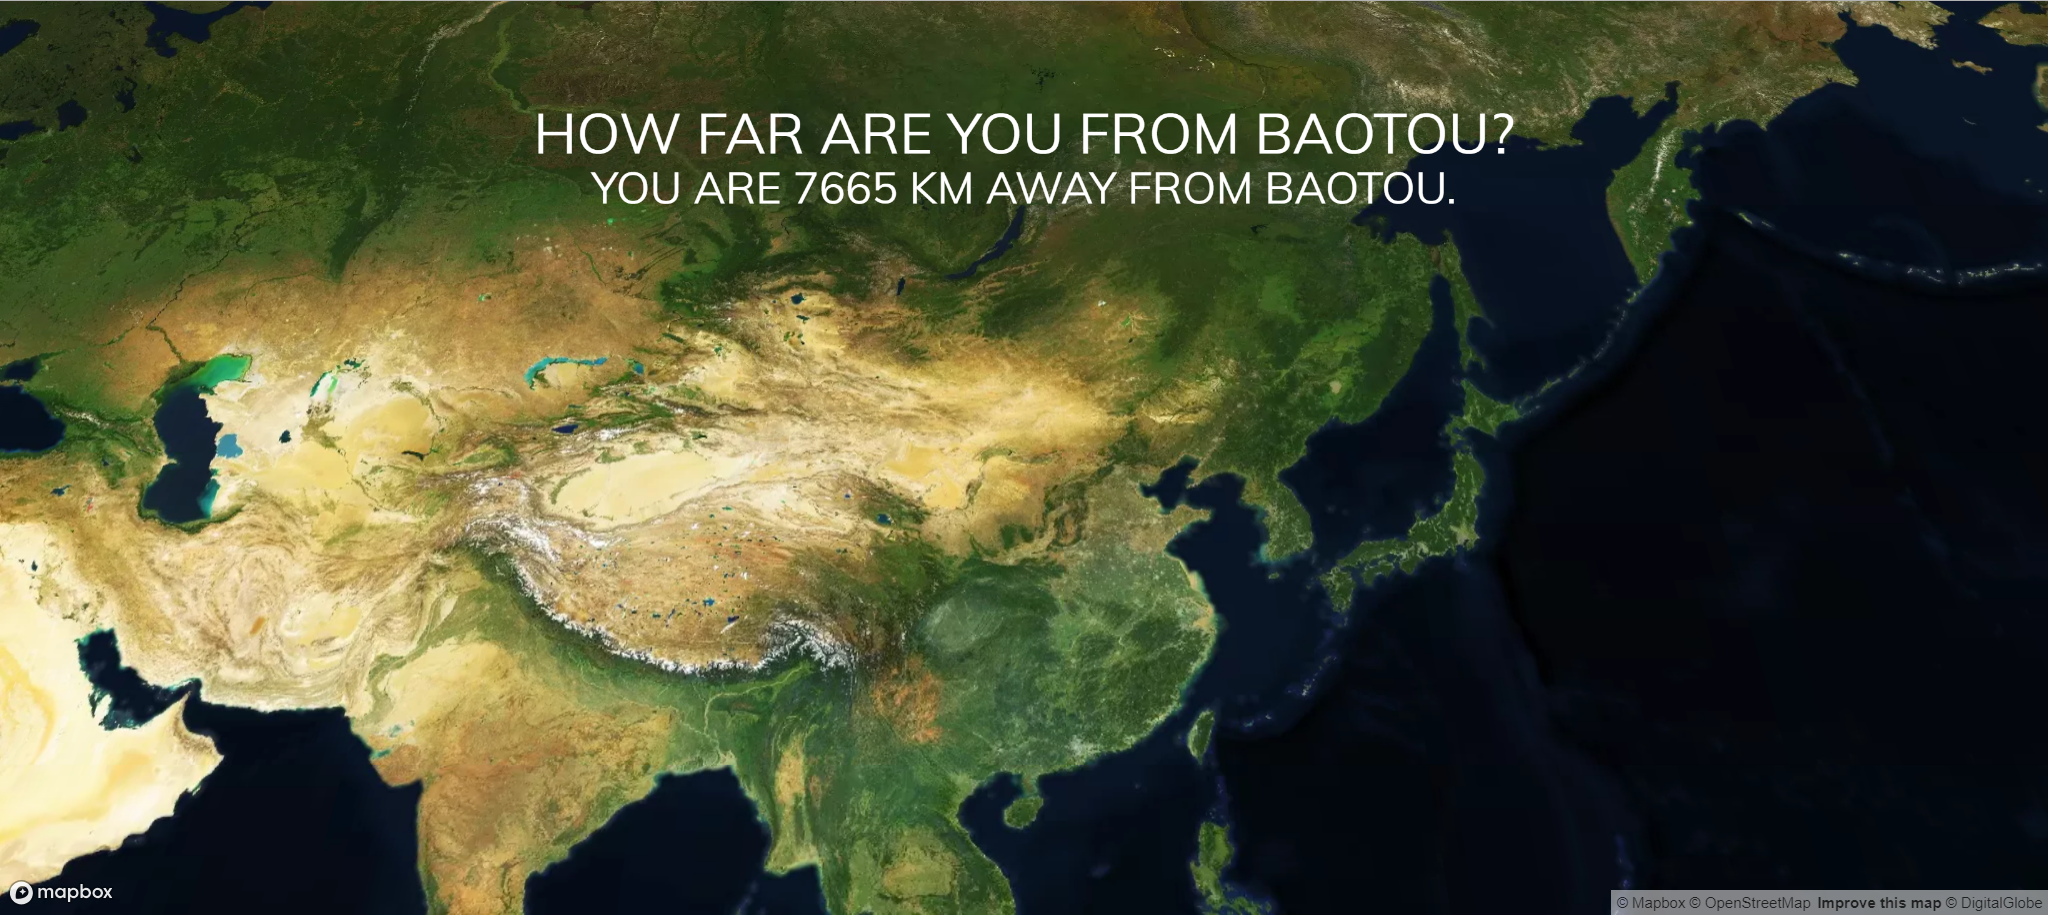 HOW FAR ARE YOU FROM BAOTOU?
YOU ARE 7665 KM AWAY FROM BAOTOU.
mapbox
© Mapbox © OpenStreetMap Improve this map © DigitalGlobe